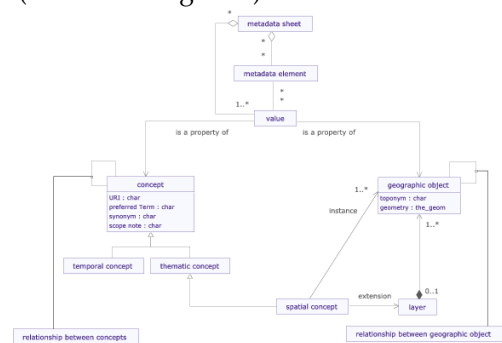 *
metadata sheet
*
*
metadata element
*
1..*
*
value
is a property of
is a property of
concept
URI : char
preferred Term : char
synonym : char
scope note : char
1..*
geographic object
toponym : char
geometry : the_geom
instance
1..*
temporal concept
thematic concept
0..1
extension
spatial concept
layer
relationship between concepts
relationship between geographic object